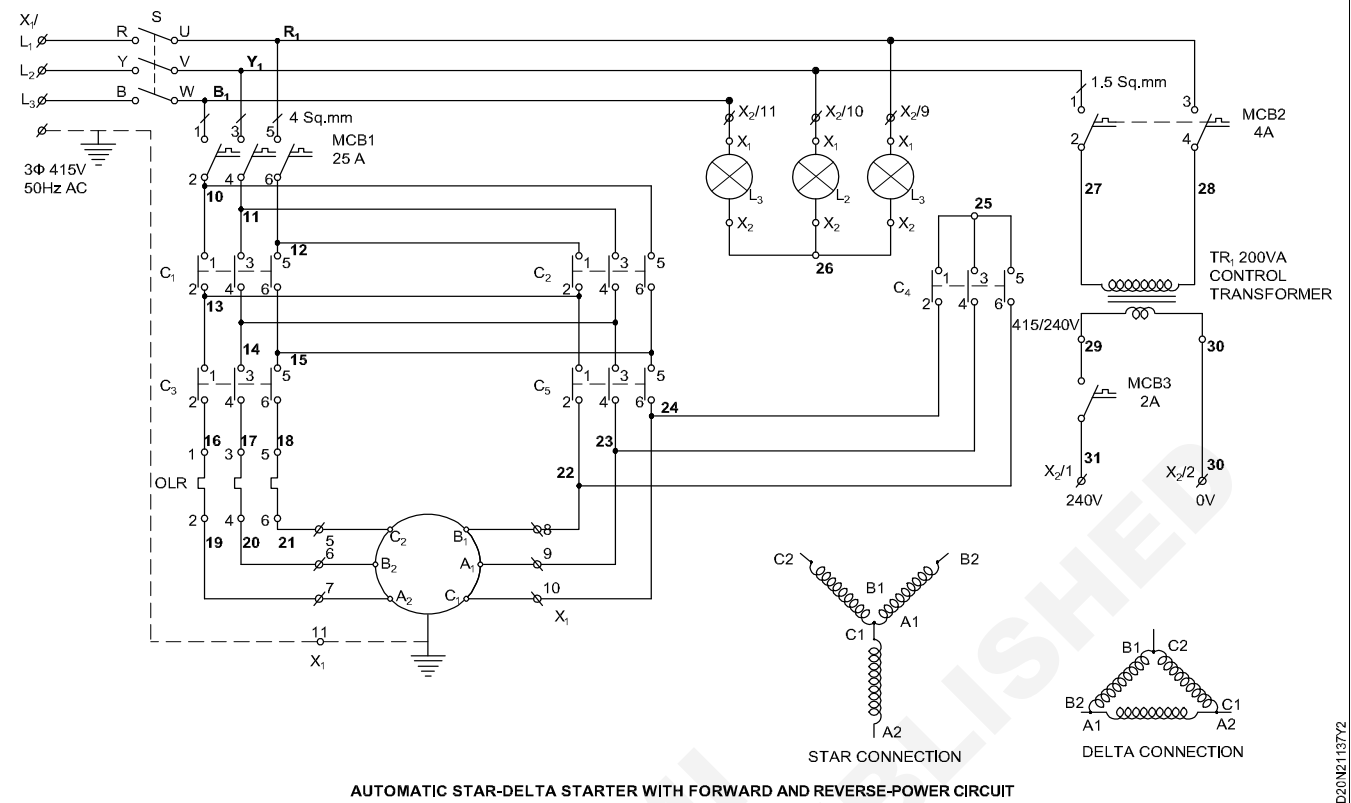 X₁/ S
L₁ R U R₁
L₂ Y V Y₁
L₃ B W B₁
1.5 Sq.mm
4 Sq.mm
X₂/11 X₂/10 X₂/9
1 3 5
MCB1
25 A
1 3
MCB2
4A
2 4
3Φ 415V
50Hz AC
X₁ X₁ X₁
2 4 6
L₃ L₂ L₃
10 11 12
27 28
X₂ X₂ X₂
25
26
C₁ 1 3 5
2 4 6
C₂ 1 3 5
2 4 6
C₄ 1 3 5
2 4 6
TR₁ 200VA
CONTROL
TRANSFORMER
415/240V
13 14 15
29 30
C₃ 1 3 5
2 4 6
C₅ 1 3 5
2 4 6
MCB3
2A
24
16 17 18
23
1 3 5
22
31 30
X₂/1 X₂/2
240V 0V
OLR
2 4 6
19 20 21
5 C₂ B₁ 8
6 B₂ A₁ 9
7 A₂ C₁ 10
X₁
11
X₁
C2 B2
B1
C1 A1
A2
STAR CONNECTION
B1 C2
B2 C1
A1 A2
DELTA CONNECTION
AUTOMATIC STAR-DELTA STARTER WITH FORWARD AND REVERSE-POWER CIRCUIT
D20N21137Y2